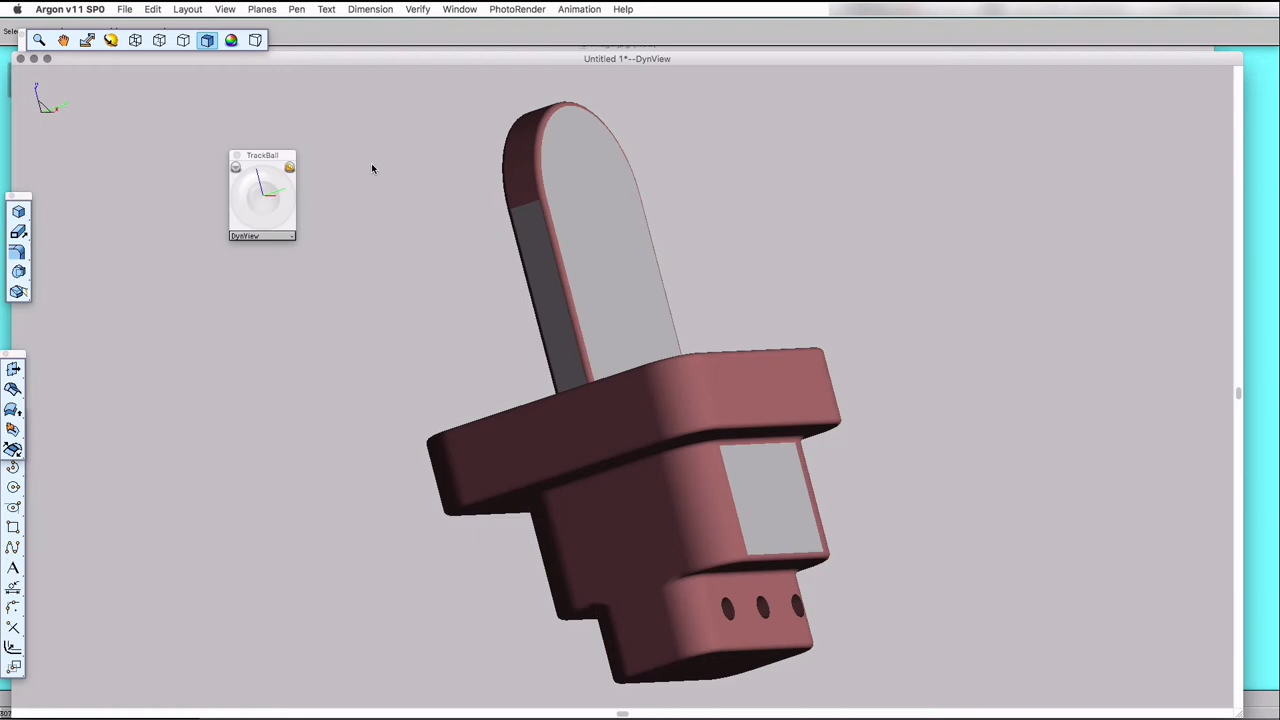 Argon v11 SP0 File Edit Layout View Planes Pen Text Dimension Verify Window PhotoRender Animation Help
Untitled 1*--DynView
TrackBall
DynView